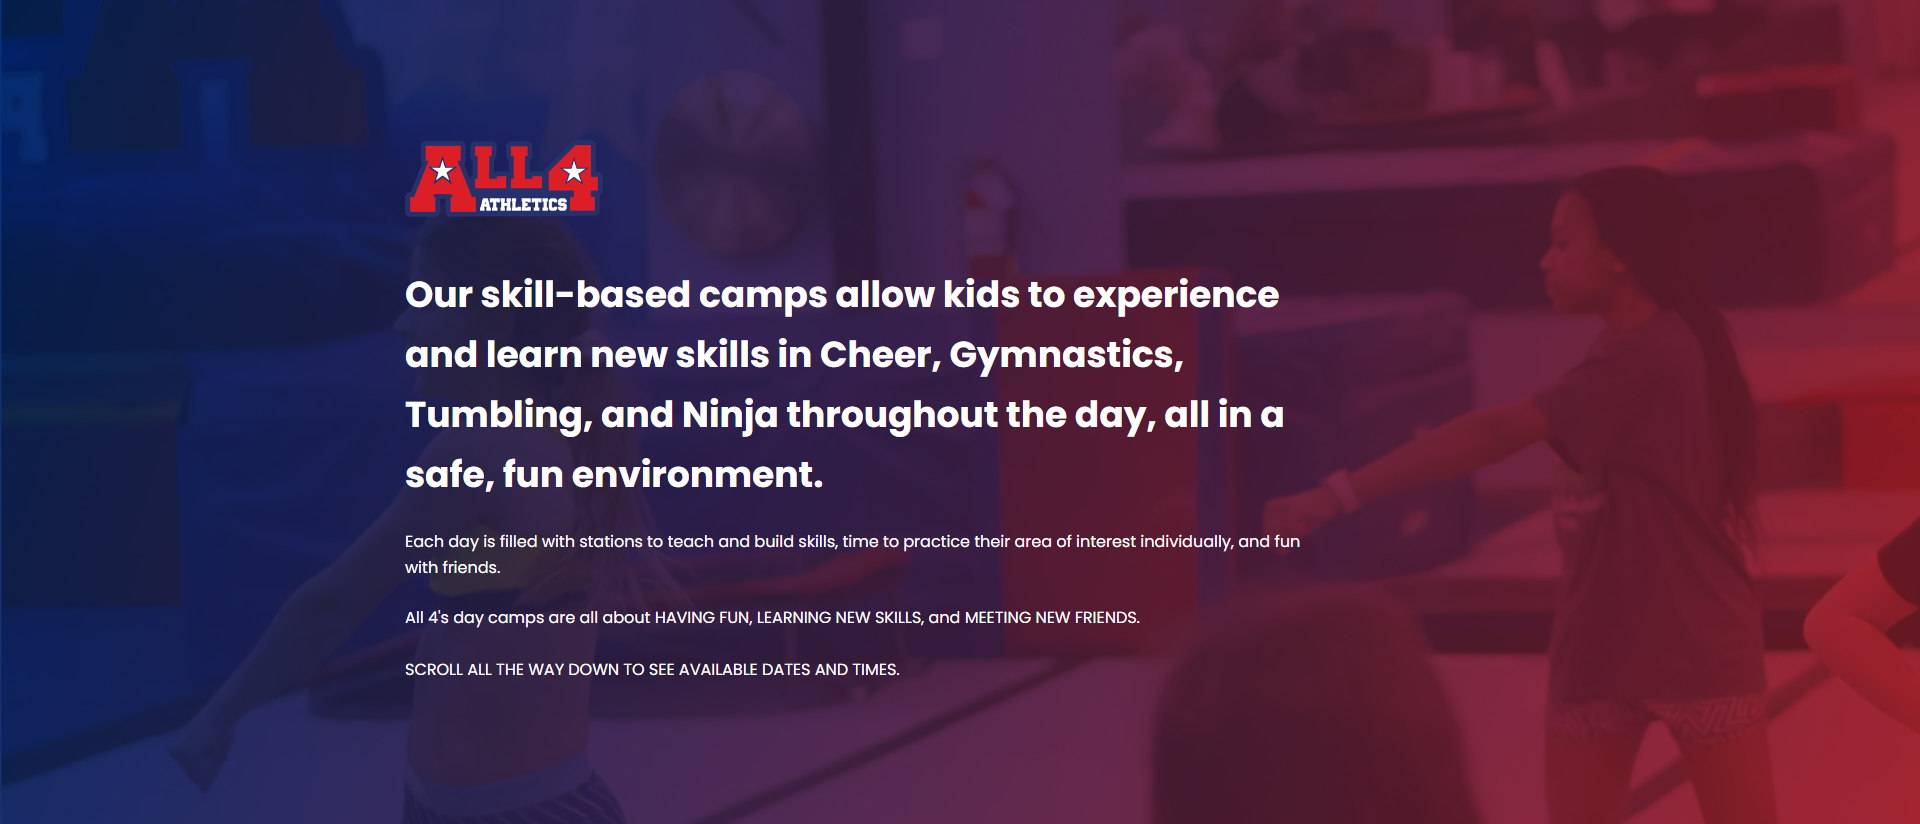 ALL4
ATHLETICS
Our skill-based camps allow kids to experience
and learn new skills in Cheer, Gymnastics,
Tumbling, and Ninja throughout the day, all in a
safe, fun environment.
Each day is filled with stations to teach and build skills, time to practice their area of interest individually, and fun
with friends.
All 4's day camps are all about HAVING FUN, LEARNING NEW SKILLS, and MEETING NEW FRIENDS.
SCROLL ALL THE WAY DOWN TO SEE AVAILABLE DATES AND TIMES.